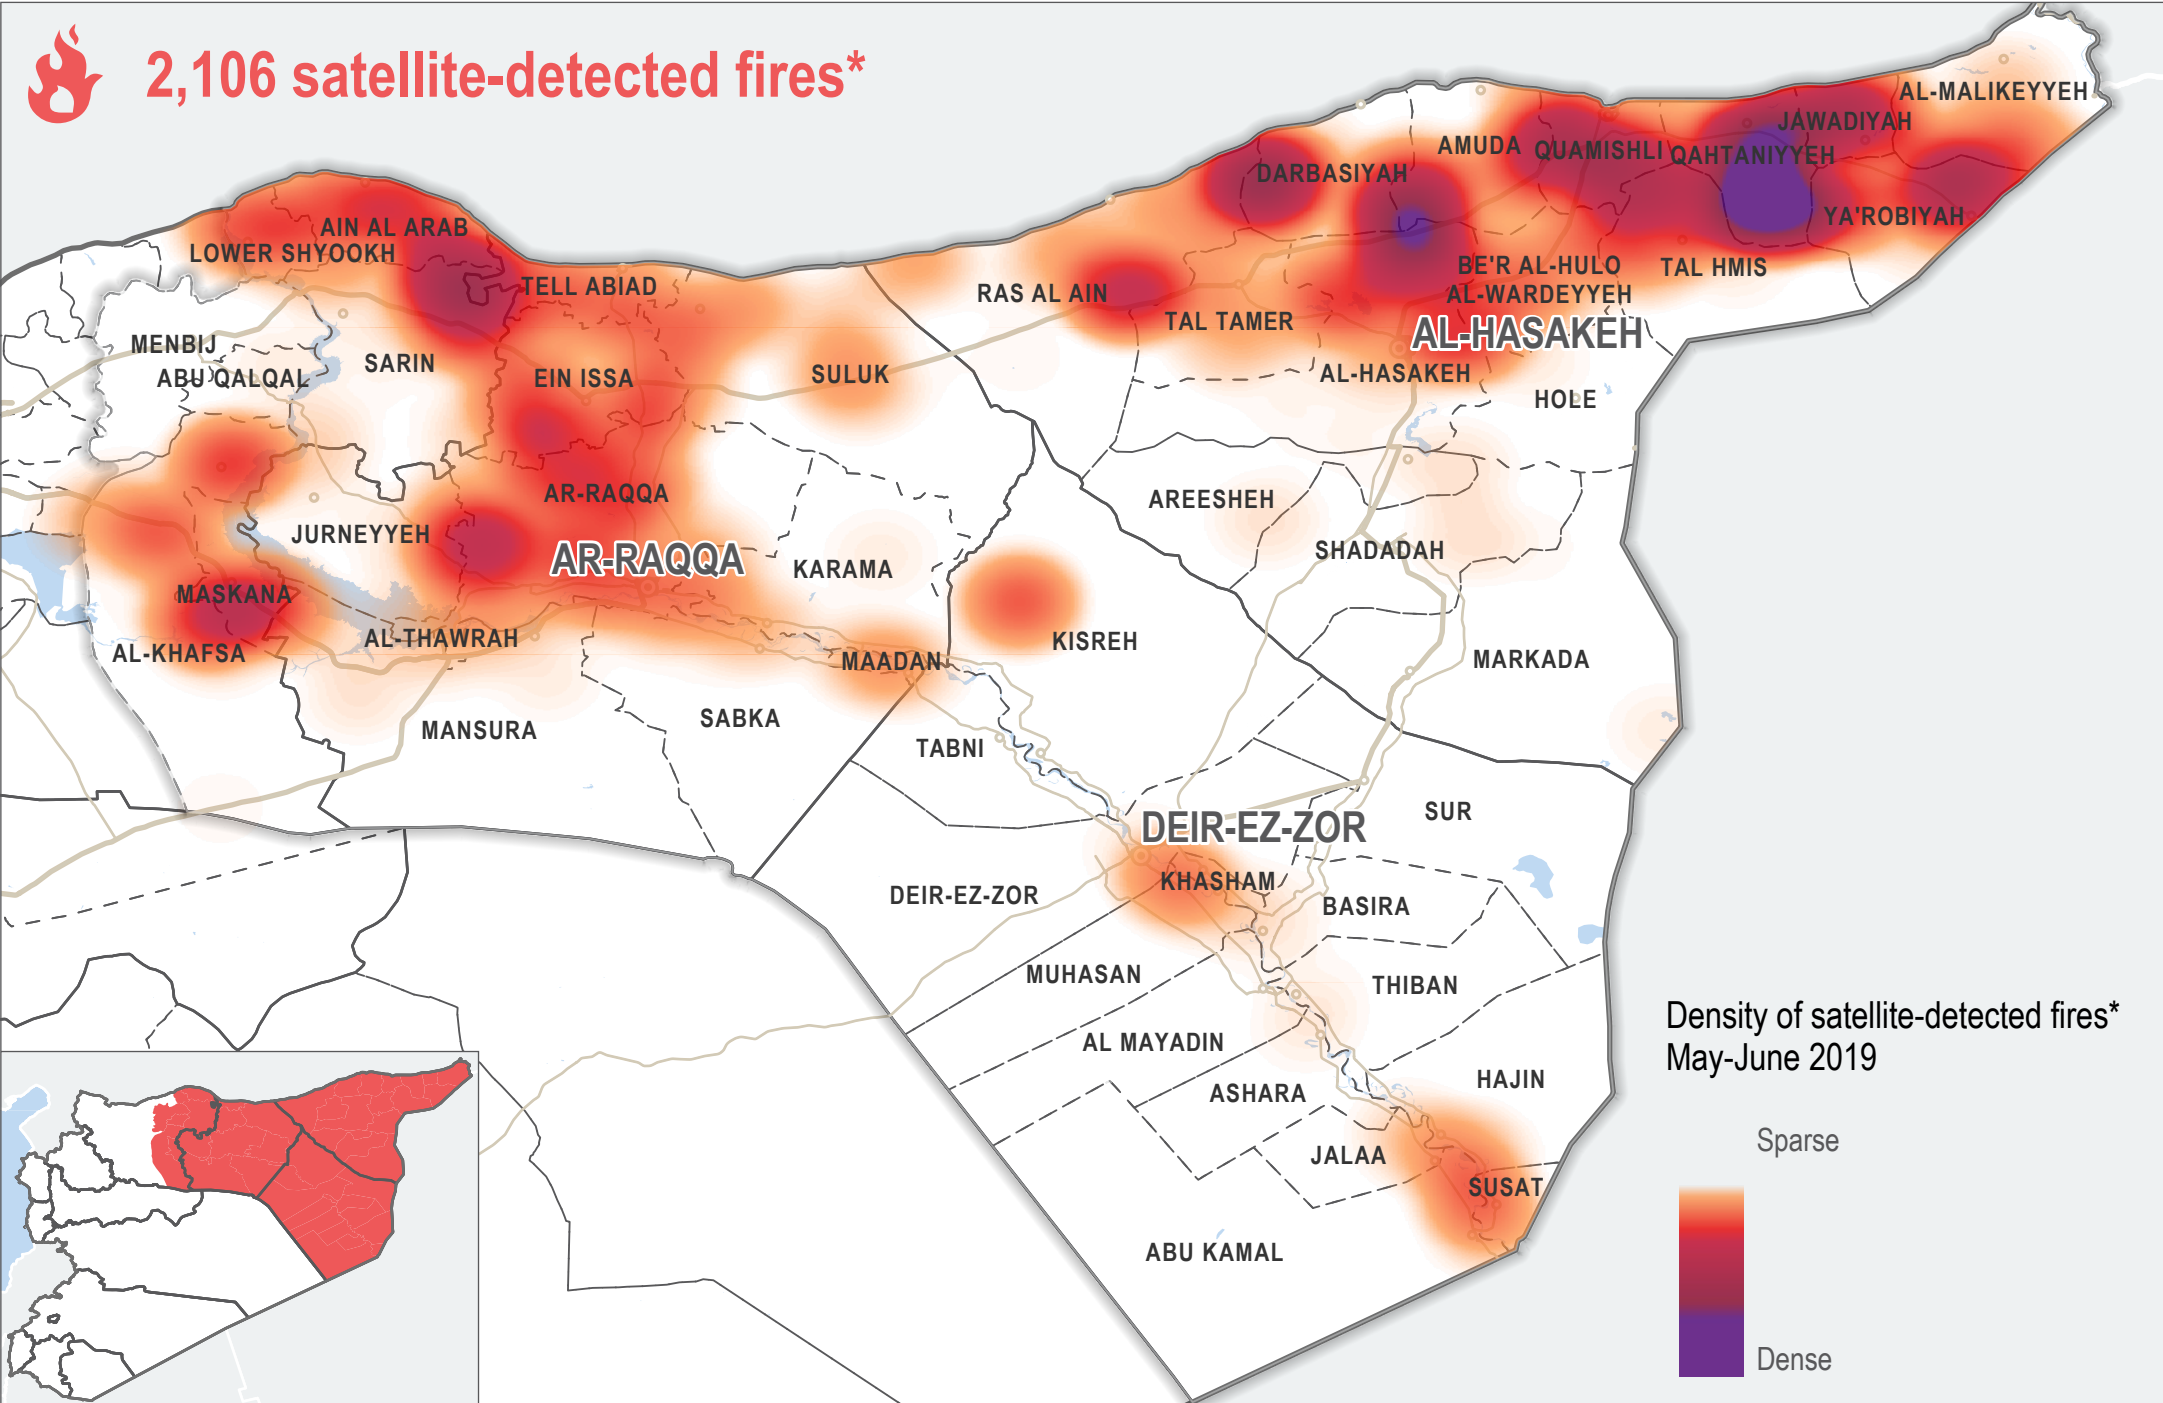 2,106 satellite-detected fires*
AL-MALIKEYYEH
JAWADIYAH
AMUDA
QUAMISHLI
QAHTANIYYEH
DARBASIYAH
YA'ROBIYAH
AIN AL ARAB
LOWER SHYOOKH
BE'R AL-HULO
AL-WARDEYYEH
TAL HMIS
TELL ABIAD
RAS AL AIN
TAL TAMER
AL-HASAKEH
MENBIJ
ABU QALQAL
SARIN
EIN ISSA
SULUK
AL-HASAKEH
HOLE
AR-RAQQA
AREESHEH
JURNEYYEH
AR-RAQQA
KARAMA
SHADADAH
MASKANA
AL-THAWRAH
AL-KHAFSA
MAADAN
KISREH
MARKADA
MANSURA
SABKA
TABNI
SUR
DEIR-EZ-ZOR
KHASHAM
DEIR-EZ-ZOR
BASIRA
MUHASAN
THIBAN
AL MAYADIN
ASHARA
HAJIN
JALAA
SUSAT
ABU KAMAL
Density of satellite-detected fires*
May-June 2019
Sparse
Dense